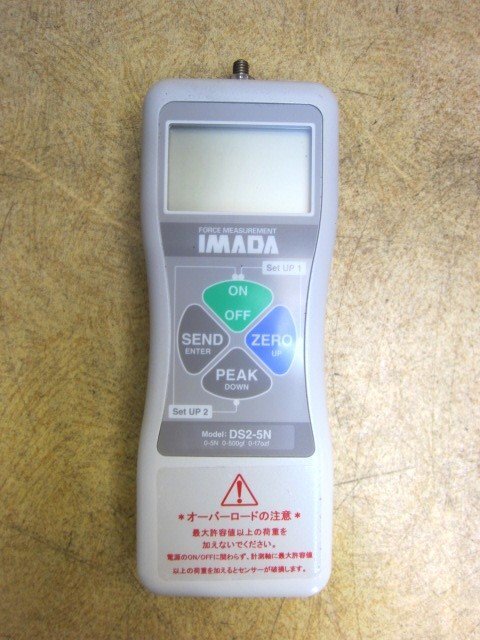 FORCE MEASUREMENT
IMADA
Set UP 1
ON
OFF
SEND
ENTER
ZERO
UP
PEAK
DOWN
Set UP 2
Model: DS2-5N
0-5N 0-500gf 0-17ozf
*オーバーロードの注意*
最大許容値以上の荷重を
加えないでください。
電源のON/OFFに関わらず、計測軸に最大許容値
以上の荷重を加えるとセンサーが破損します。